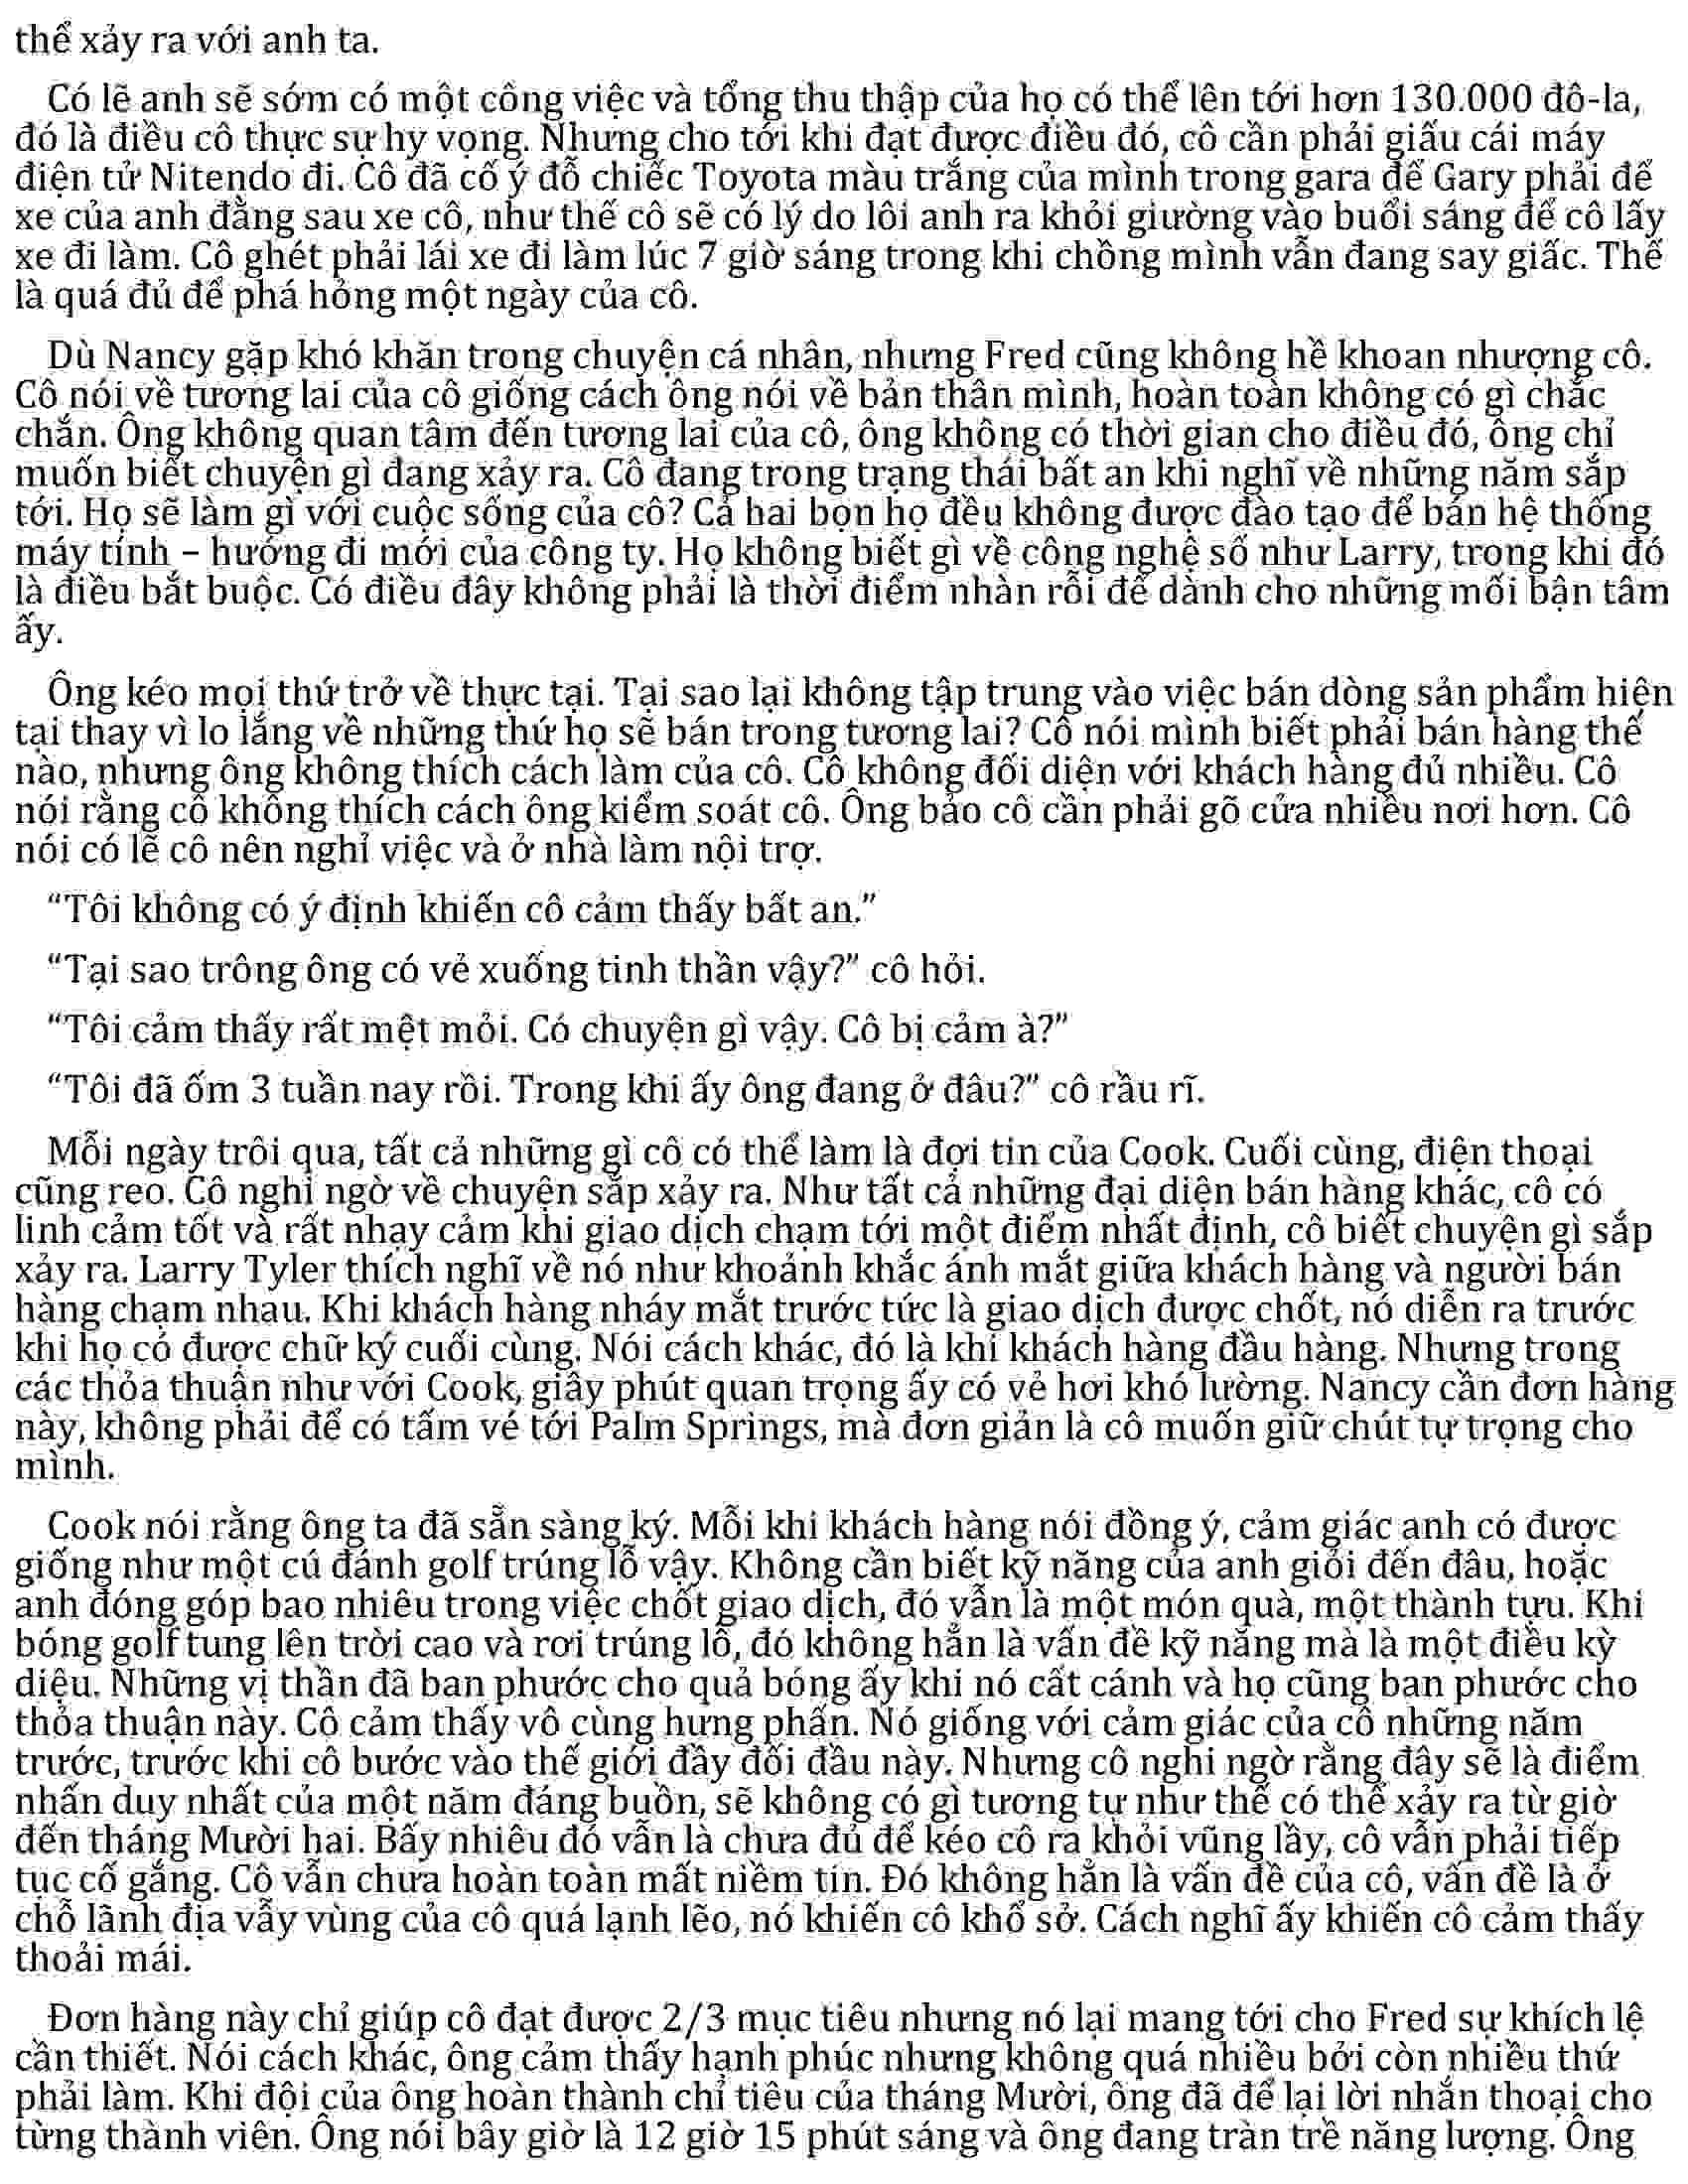 thể xảy ra với anh ta.
Có lẽ anh sẽ sớm có một công việc và tổng thu thập của họ có thể lên tới hơn 130.000 đô-la,
đó là điều cô thực sự hy vọng. Nhưng cho tới khi đạt được điều đó, cô cần phải giấu cái máy
điện tử Nitendo đi. Cô đã cố ý đỗ chiếc Toyota màu trắng của mình trong gara để Gary phải để
xe của anh đằng sau xe cô, như thế cô sẽ có lý do lôi anh ra khỏi giường vào buổi sáng để cô lấy
xe đi làm. Cô ghét phải lái xe đi làm lúc 7 giờ sáng trong khi chồng mình vẫn đang say giấc. Thế
là quá đủ để phá hỏng một ngày của cô.
Dù Nancy gặp khó khăn trong chuyện cá nhân, nhưng Fred cũng không hề khoan nhượng cô.
Cô nói về tương lai của cô giống cách ông nói về bản thân mình, hoàn toàn không có gì chắc
chắn. Ông không quan tâm đến tương lai của cô, ông không có thời gian cho điều đó, ông chỉ
muốn biết chuyện gì đang xảy ra. Cô đang trong trạng thái bất an khi nghĩ về những năm sắp
tới. Họ sẽ làm gì với cuộc sống của cô? Cả hai bọn họ đều không được đào tạo để bán hệ thống
máy tính – hướng đi mới của công ty. Họ không biết gì về công nghệ số như Larry, trong khi đó
là điều bắt buộc. Có điều đây không phải là thời điểm nhàn rỗi để dành cho những mối bận tâm
ấy.
Ông kéo mọi thứ trở về thực tại. Tại sao lại không tập trung vào việc bán dòng sản phẩm hiện
tại thay vì lo lắng về những thứ họ sẽ bán trong tương lai? Cô nói mình biết phải bán hàng thế
nào, nhưng ông không thích cách làm của cô. Cô không đối diện với khách hàng đủ nhiều. Cô
nói rằng cô không thích cách ông kiểm soát cô. Ông bảo cô cần phải gõ cửa nhiều nơi hơn. Cô
nói có lẽ cô nên nghỉ việc và ở nhà làm nội trợ.
“Tôi không có ý định khiến cô cảm thấy bất an.”
“Tại sao trông ông có vẻ xuống tinh thần vậy?” cô hỏi.
“Tôi cảm thấy rất mệt mỏi. Có chuyện gì vậy. Cô bị cảm à?”
“Tôi đã ốm 3 tuần nay rồi. Trong khi ấy ông đang ở đâu?” cô rầu rĩ.
Mỗi ngày trôi qua, tất cả những gì cô có thể làm là đợi tin của Cook. Cuối cùng, điện thoại
cũng reo. Cô nghi ngờ về chuyện sắp xảy ra. Như tất cả những đại diện bán hàng khác, cô có
linh cảm tốt và rất nhạy cảm khi giao dịch chạm tới một điểm nhất định, cô biết chuyện gì sắp
xảy ra. Larry Tyler thích nghĩ về nó như khoảnh khắc ánh mắt giữa khách hàng và người bán
hàng chạm nhau. Khi khách hàng nháy mắt trước tức là giao dịch được chốt, nó diễn ra trước
khi họ có được chữ ký cuối cùng. Nói cách khác, đó là khi khách hàng đầu hàng. Nhưng trong
các thỏa thuận như với Cook, giây phút quan trọng ấy có vẻ hơi khó lường. Nancy cần đơn hàng
này, không phải để có tấm vé tới Palm Springs, mà đơn giản là cô muốn giữ chút tự trọng cho
mình.
Cook nói rằng ông ta đã sẵn sàng ký. Mỗi khi khách hàng nói đồng ý, cảm giác anh có được
giống như một cú đánh golf trúng lỗ vậy. Không cần biết kỹ năng của anh giỏi đến đâu, hoặc
anh đóng góp bao nhiêu trong việc chốt giao dịch, đó vẫn là một món quà, một thành tựu. Khi
bóng golf tung lên trời cao và rơi trúng lỗ, đó không hẳn là vấn đề kỹ năng mà là một điều kỳ
diệu. Những vị thần đã ban phước cho quả bóng ấy khi nó cất cánh và họ cũng ban phước cho
thỏa thuận này. Cô cảm thấy vô cùng hưng phấn. Nó giống với cảm giác của cô những năm
trước, trước khi cô bước vào thế giới đầy đối đầu này. Nhưng cô nghi ngờ rằng đây sẽ là điểm
nhấn duy nhất của một năm đáng buồn, sẽ không có gì tương tự như thế có thể xảy ra từ giờ
đến tháng Mười hai. Bấy nhiêu đó vẫn là chưa đủ để kéo cô ra khỏi vũng lầy, cô vẫn phải tiếp
tục cố gắng. Cô vẫn chưa hoàn toàn mất niềm tin. Đó không hẳn là vấn đề của cô, vấn đề là ở
chỗ lãnh địa vẫy vùng của cô quá lạnh lẽo, nó khiến cô khổ sở. Cách nghĩ ấy khiến cô cảm thấy
thoải mái.
Đơn hàng này chỉ giúp cô đạt được 2/3 mục tiêu nhưng nó lại mang tới cho Fred sự khích lệ
cần thiết. Nói cách khác, ông cảm thấy hạnh phúc nhưng không quá nhiều bởi còn nhiều thứ
phải làm. Khi đội của ông hoàn thành chỉ tiêu của tháng Mười, ông đã để lại lời nhắn thoại cho
từng thành viên. Ông nói bây giờ là 12 giờ 15 phút sáng và ông đang tràn trề năng lượng. Ông